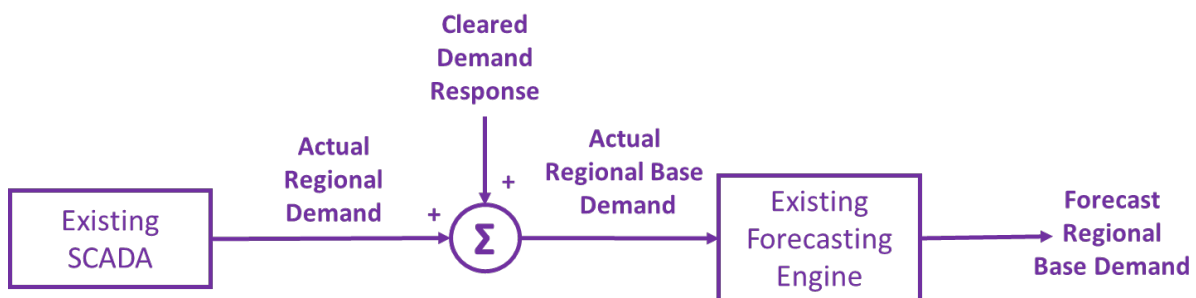 Cleared
Demand
Response
Actual
Regional
Demand
+
+
Actual
Regional Base
Demand
Existing
SCADA
Σ
Existing
Forecasting
Engine
Forecast
Regional
Base Demand